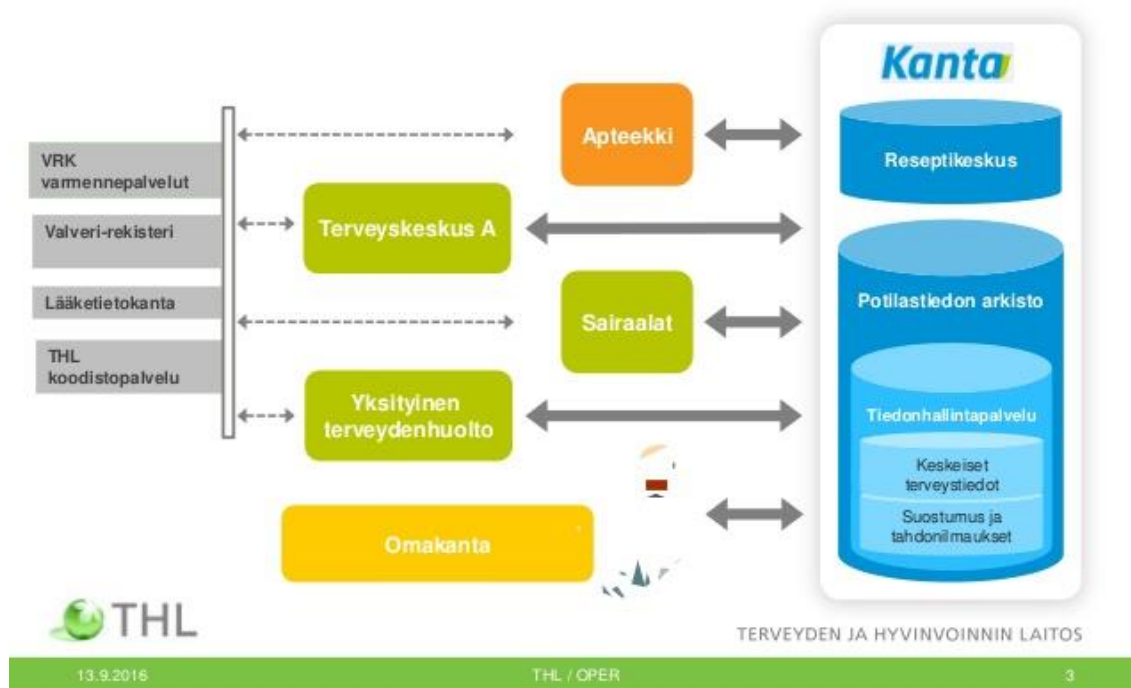 Kanta
Apteekki
Reseptikeskus
VRK
varmennepalvelut
Valveri-rekisteri
Terveyskeskus A
Lääketietokanta
Sairaalat
Potilastiedon arkisto
THL
koodistopalvelu
Yksityinen
terveydenhuolto
Tiedonhallintapalvelu
Keskeiset
terveystiedot
Suostumus ja
tahdonilmaukset
Omakanta
THL
TERVEYDEN JA HYVINVOINNIN LAITOS
13.9.2016
THL / OPER
3